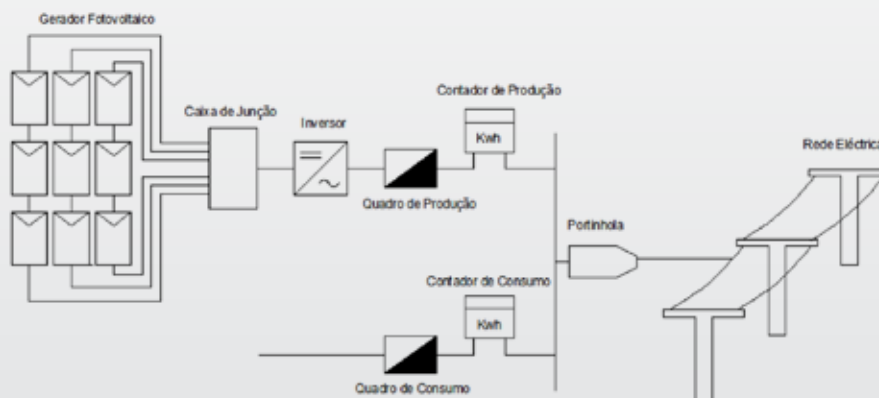 Gerador Fotovoltaico
Caixa de Junção
Inversor
Contador de Produção
Kwh
Quadro de Produção
Rede Eléctrica
Portinhola
Contador de Consumo
Kwh
Quadro de Consumo